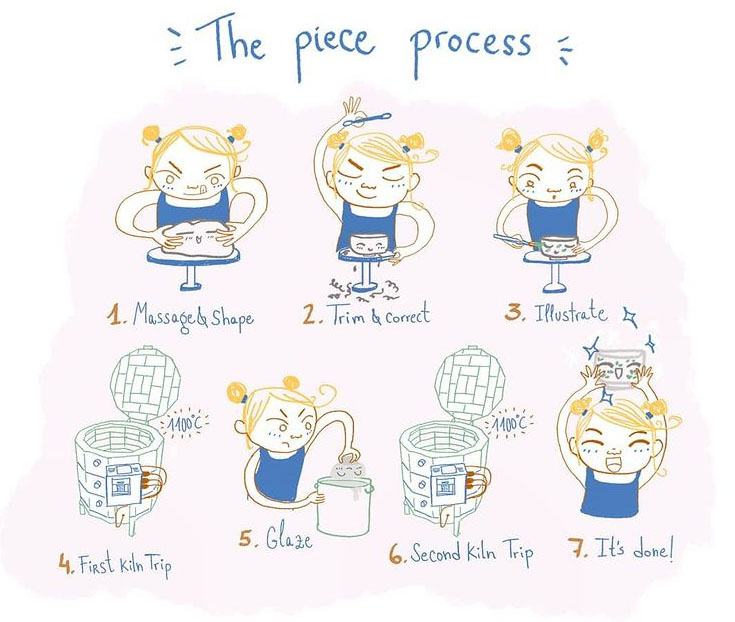 The piece process
1. Massage & Shape
2. Trim & correct
3. Illustrate
1100°C
4. First Kiln Trip
5. Glaze
1100°C
6. Second Kiln Trip
7. It's done!